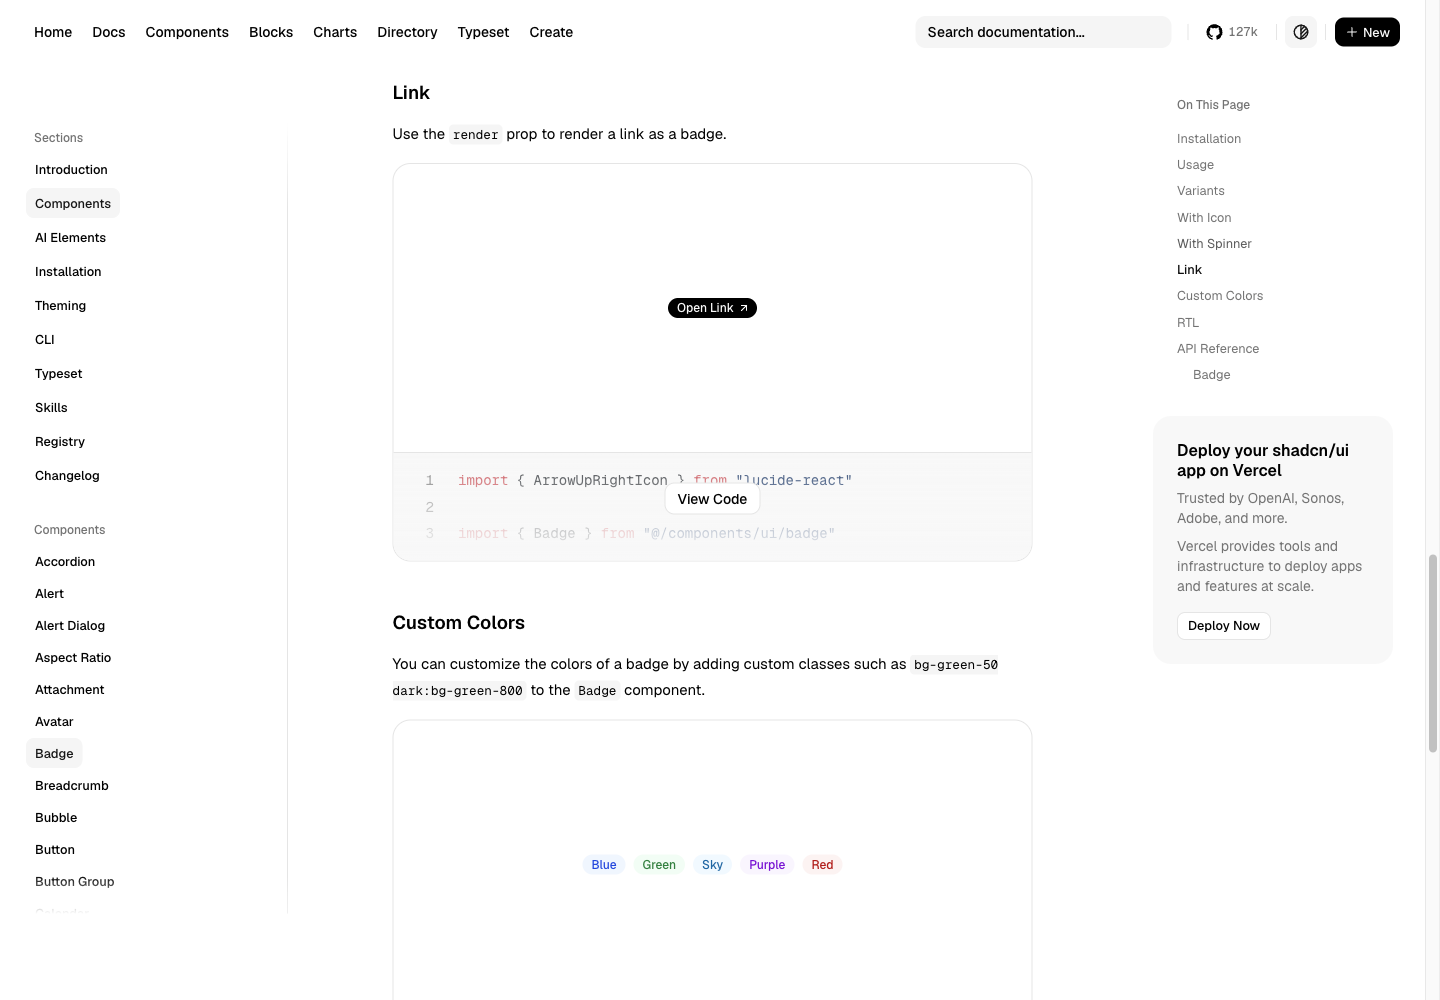 Home Docs Components Blocks Charts Directory Typeset Create Search documentation... 127k New
Sections
Introduction
Components
AI Elements
Installation
Theming
CLI
Typeset
Skills
Registry
Changelog
Components
Accordion
Alert
Alert Dialog
Aspect Ratio
Attachment
Avatar
Badge
Breadcrumb
Bubble
Button
Button Group
Calendar
Link
Use the render prop to render a link as a badge.
Open Link
1 import { ArrowUpRightIcon } from "lucide-react"
2
View Code
3 import { Badge } from "@/components/ui/badge"
Custom Colors
You can customize the colors of a badge by adding custom classes such as bg-green-50
dark:bg-green-800 to the Badge component.
Blue Green Sky Purple Red
On This Page
Installation
Usage
Variants
With Icon
With Spinner
Link
Custom Colors
RTL
API Reference
Badge
Deploy your shadcn/ui
app on Vercel
Trusted by OpenAI, Sonos,
Adobe, and more.
Vercel provides tools and
infrastructure to deploy apps
and features at scale.
Deploy Now